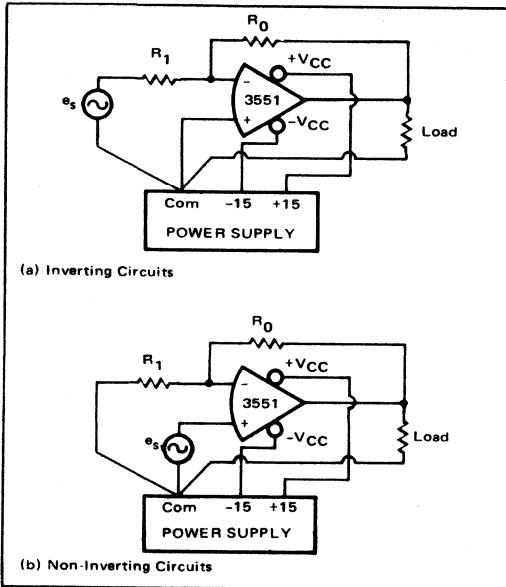 R0
+VCC
R1
−
3551
es
+
−VCC
Load
Com −15 +15
POWER SUPPLY
(a) Inverting Circuits
R0
+VCC
R1
−
3551
es
+
−VCC
Load
Com −15 +15
POWER SUPPLY
(b) Non-Inverting Circuits